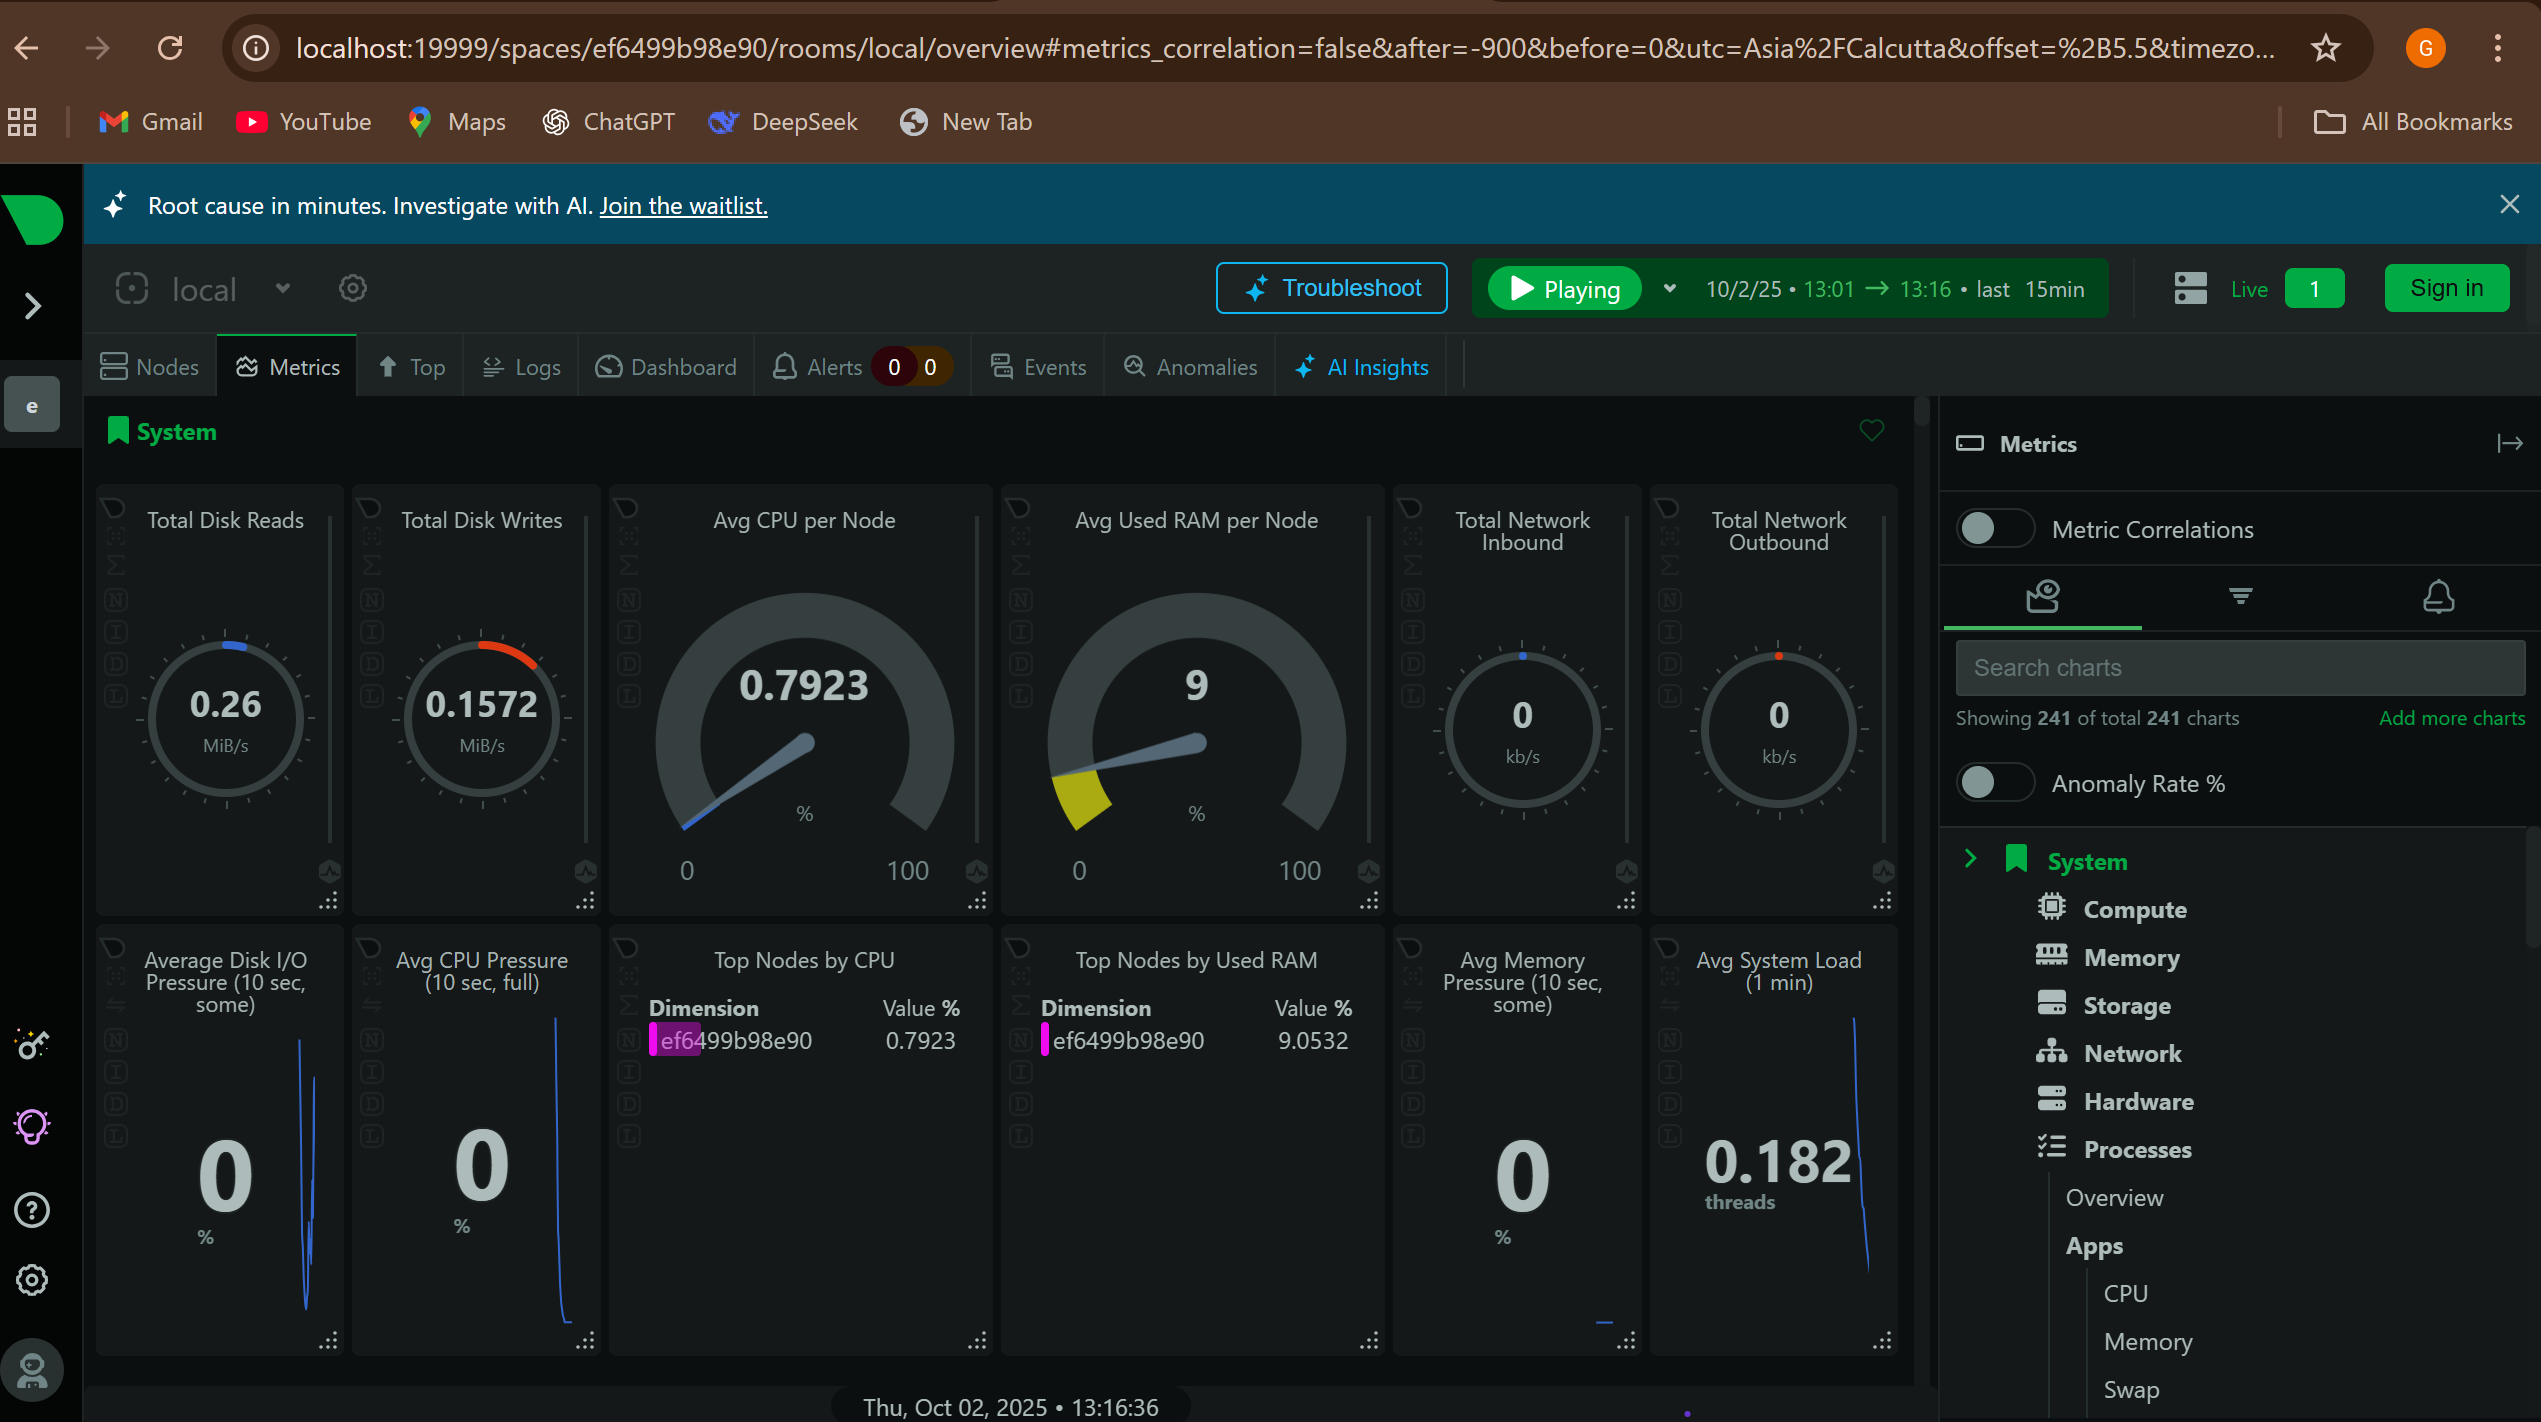 localhost:19999/spaces/ef6499b98e90/rooms/local/overview#metrics_correlation=false&after=-900&before=0&utc=Asia%2FCalcutta&offset=%2B5.5&timezo...
G
Gmail YouTube Maps ChatGPT DeepSeek New Tab All Bookmarks
Root cause in minutes. Investigate with AI. Join the waitlist.
local Troubleshoot Playing 10/2/25 • 13:01 → 13:16 • last 15min Live 1 Sign in
Nodes Metrics Top Logs Dashboard Alerts 0 0 Events Anomalies AI Insights
e
System
Total Disk Reads
N
I
D
L
0.26
MiB/s
Total Disk Writes
N
I
D
L
0.1572
MiB/s
Avg CPU per Node
N
I
D
L
0.7923
%
0 100
Avg Used RAM per Node
N
I
D
L
9
%
0 100
Total Network
Inbound
N
I
D
L
0
kb/s
Total Network
Outbound
N
I
D
L
0
kb/s
Average Disk I/O
Pressure (10 sec,
some)
N
I
D
L
0
%
Avg CPU Pressure
(10 sec, full)
N
I
D
L
0
%
Top Nodes by CPU
Dimension Value %
ef6499b98e90 0.7923
N
I
D
L
Top Nodes by Used RAM
Dimension Value %
ef6499b98e90 9.0532
N
I
D
L
Avg Memory
Pressure (10 sec,
some)
N
I
D
L
0
%
Avg System Load
(1 min)
N
I
D
L
0.182
threads
Thu, Oct 02, 2025 • 13:16:36
Metrics
Metric Correlations
Search charts
Showing 241 of total 241 charts Add more charts
Anomaly Rate %
System
Compute
Memory
Storage
Network
Hardware
Processes
Overview
Apps
CPU
Memory
Swap